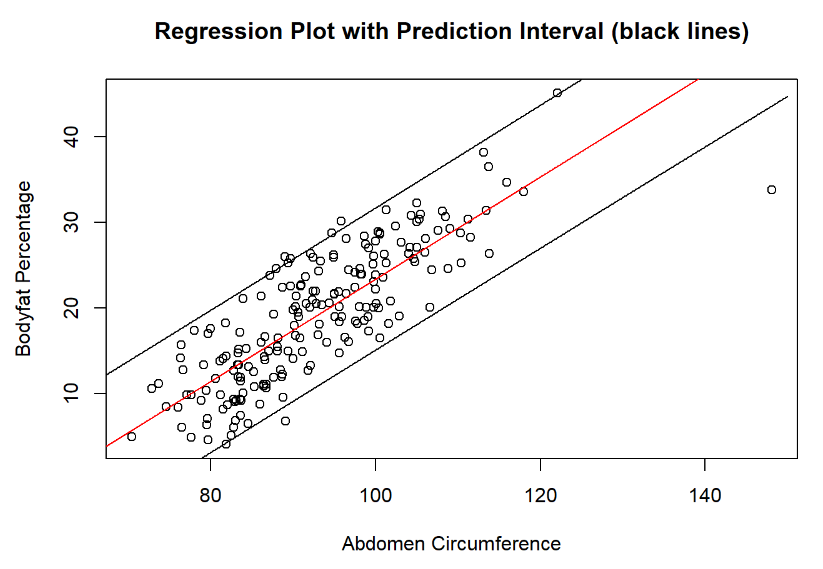 Regression Plot with Prediction Interval (black lines)
Bodyfat Percentage
40
30
20
10
80 100 120 140
Abdomen Circumference